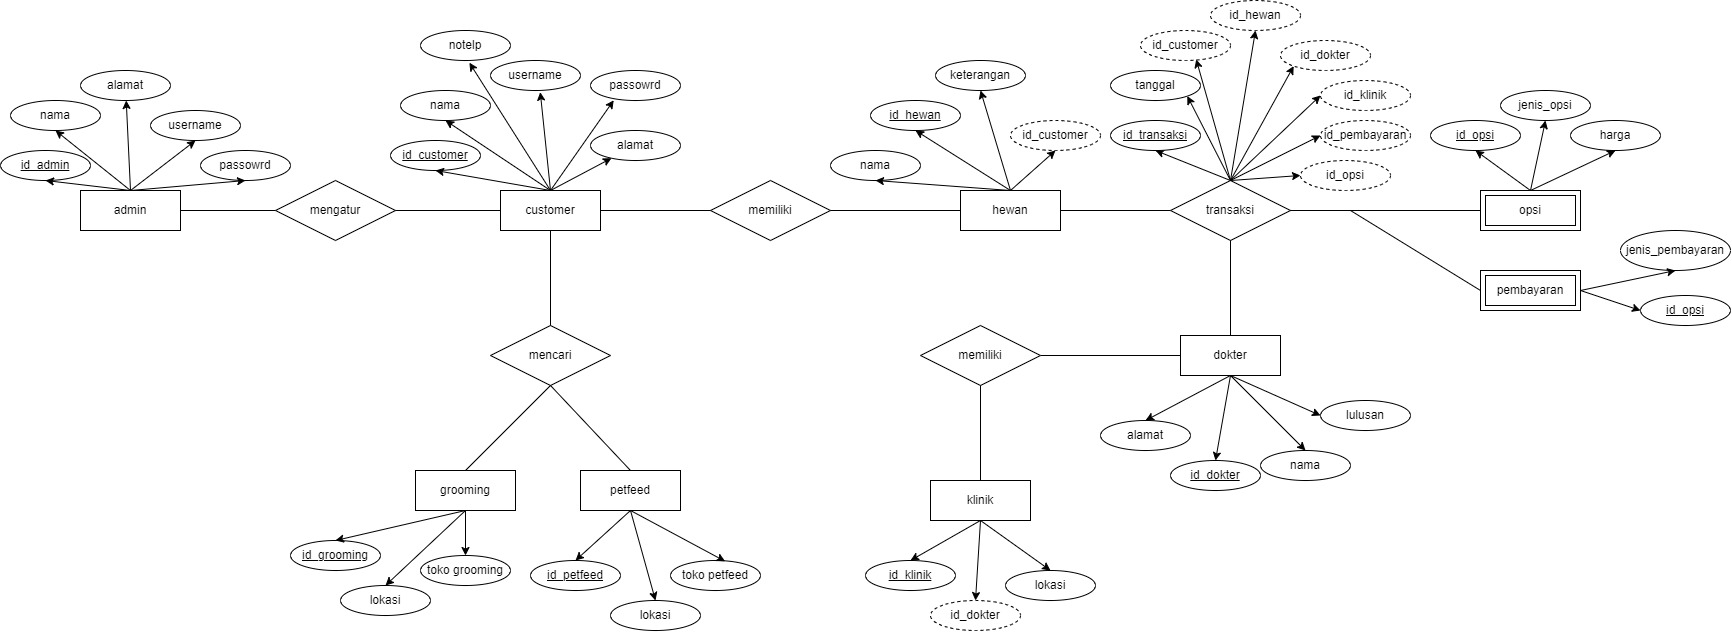 id_hewan
notelp
id_customer
id_dokter
alamat
username
passowrd
keterangan
tanggal
id_klinik
nama
username
nama
id_hewan
id_customer
id_transaksi
id_pembayaran
id_opsi
jenis_opsi
harga
id_admin
passowrd
id_customer
alamat
nama
id_opsi
admin
mengatur
customer
memiliki
hewan
transaksi
opsi
jenis_pembayaran
pembayaran
id_opsi
mencari
memiliki
dokter
alamat
id_dokter
nama
lulusan
grooming
petfeed
klinik
id_grooming
lokasi
toko grooming
id_petfeed
lokasi
toko petfeed
id_klinik
id_dokter
lokasi